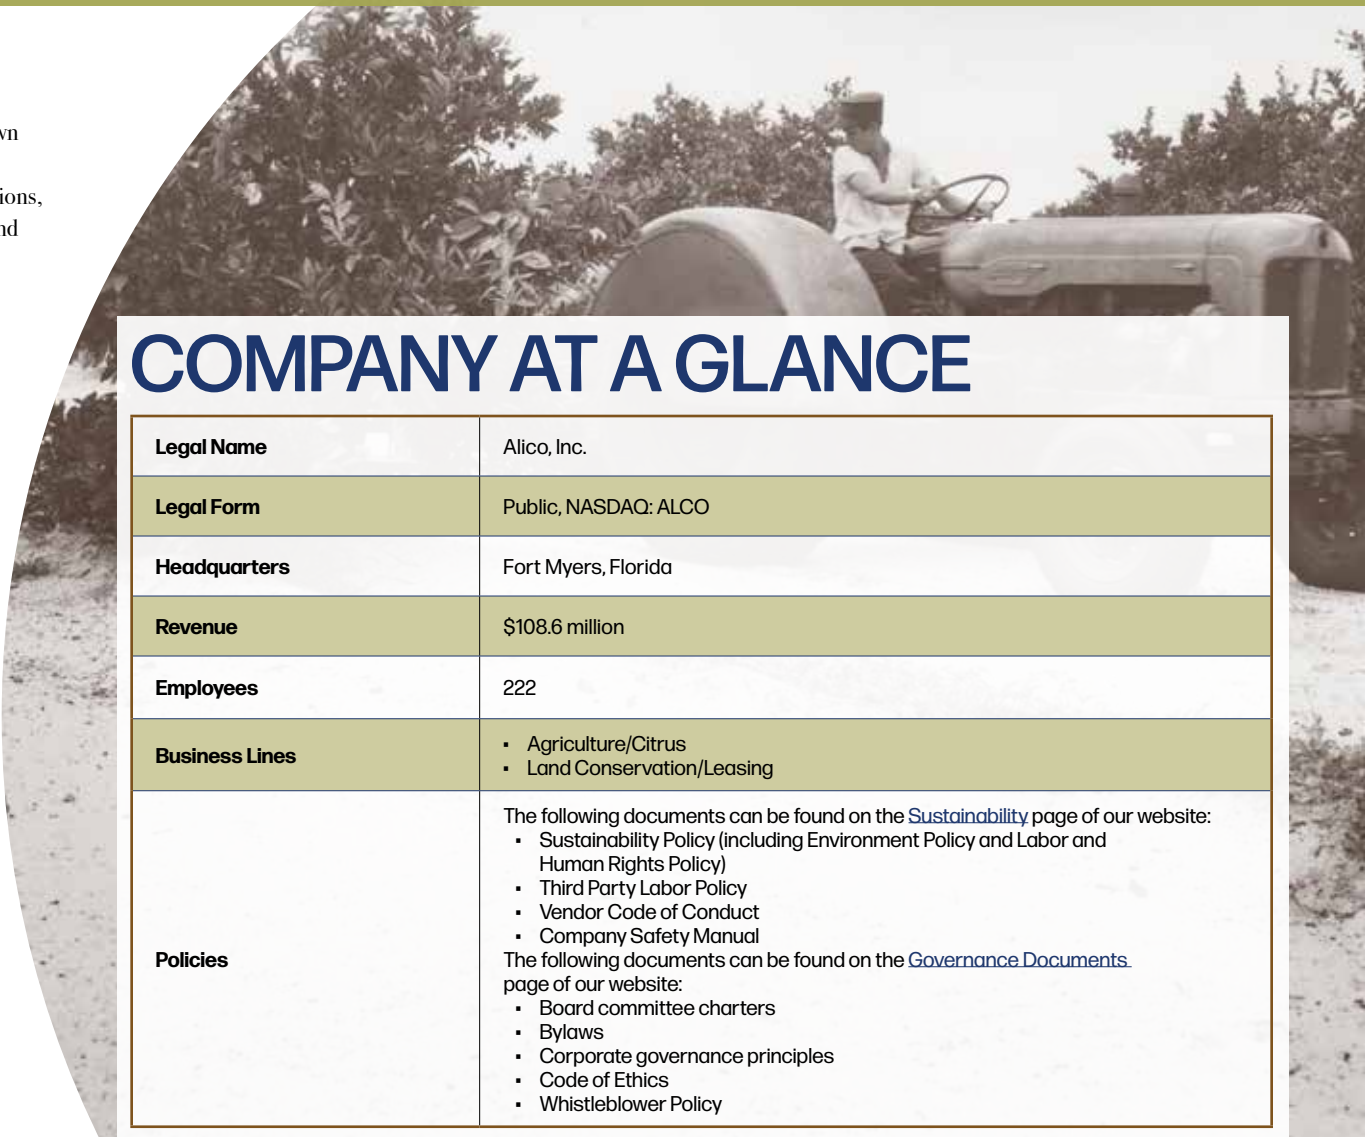 ions,
COMPANY AT A GLANCE
Legal Name
Alico, Inc.
Legal Form
Public, NASDAQ: ALCO
Headquarters
Fort Myers, Florida
Revenue
$108.6 million
Employees
222
Business Lines
▪ Agriculture/Citrus
▪ Land Conservation/Leasing
Policies
The following documents can be found on the Sustainability page of our website:
▪ Sustainability Policy (including Environment Policy and Labor and
Human Rights Policy)
▪ Third Party Labor Policy
▪ Vendor Code of Conduct
▪ Company Safety Manual
The following documents can be found on the Governance Documents
page of our website:
▪ Board committee charters
▪ Bylaws
▪ Corporate governance principles
▪ Code of Ethics
▪ Whistleblower Policy